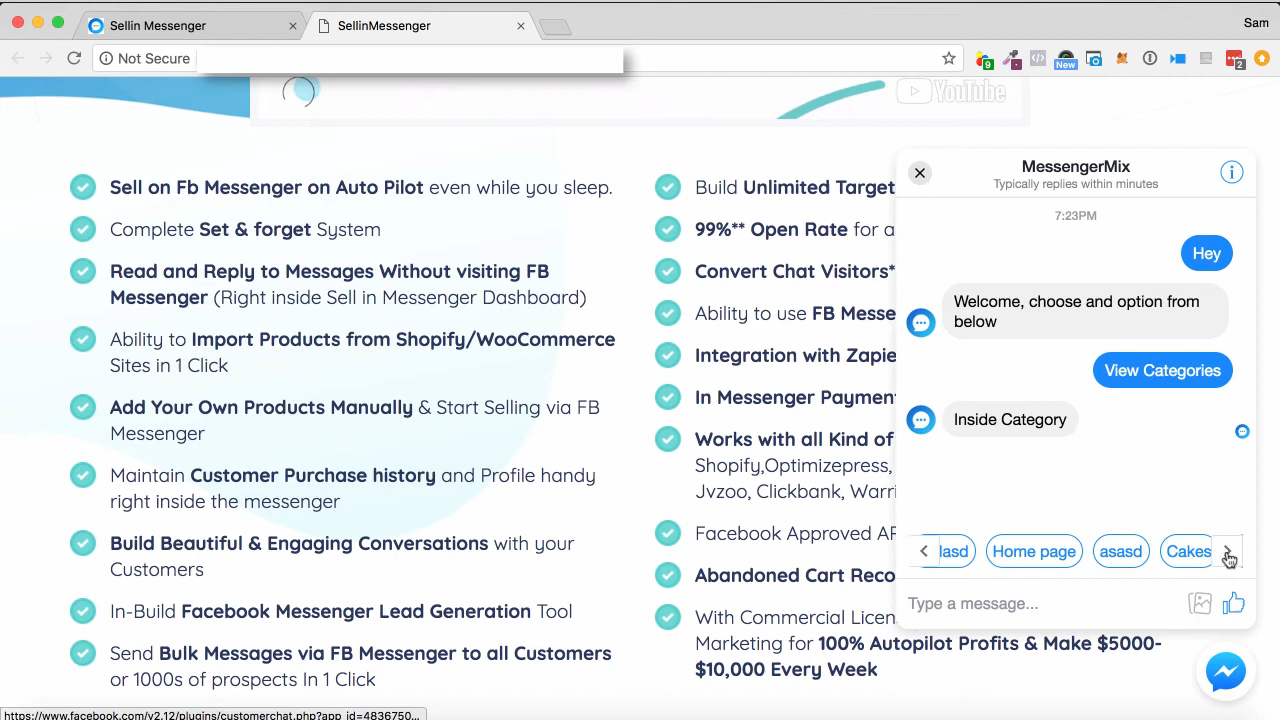 Sellin Messenger
SellinMessenger
Sam
Not Secure
9
New
2
YouTube
Sell on Fb Messenger on Auto Pilot even while you sleep.
Complete Set & forget System
Read and Reply to Messages Without visiting FB
Messenger (Right inside Sell in Messenger Dashboard)
Ability to Import Products from Shopify/WooCommerce
Sites in 1 Click
Add Your Own Products Manually & Start Selling via FB
Messenger
Maintain Customer Purchase history and Profile handy
right inside the messenger
Build Beautiful & Engaging Conversations with your
Customers
In-Build Facebook Messenger Lead Generation Tool
Send Bulk Messages via FB Messenger to all Customers
or 1000s of prospects In 1 Click
Build Unlimited Target
99%** Open Rate for a
Convert Chat Visitors*
Ability to use FB Messe
Integration with Zapie
In Messenger Paymen
Works with all Kind of
Shopify,Optimizepress,
Jvzoo, Clickbank, Warri
Facebook Approved AP
Abandoned Cart Reco
With Commercial Licen
Marketing for 100% Autopilot Profits & Make $5000-
$10,000 Every Week
MessengerMix
Typically replies within minutes
7:23PM
Hey
Welcome, choose and option from
below
View Categories
Inside Category
lasd
Home page
asasd
Cakes
Type a message...
https://www.facebook.com/v2.12/plugins/customerchat.php?app_id=4836750...